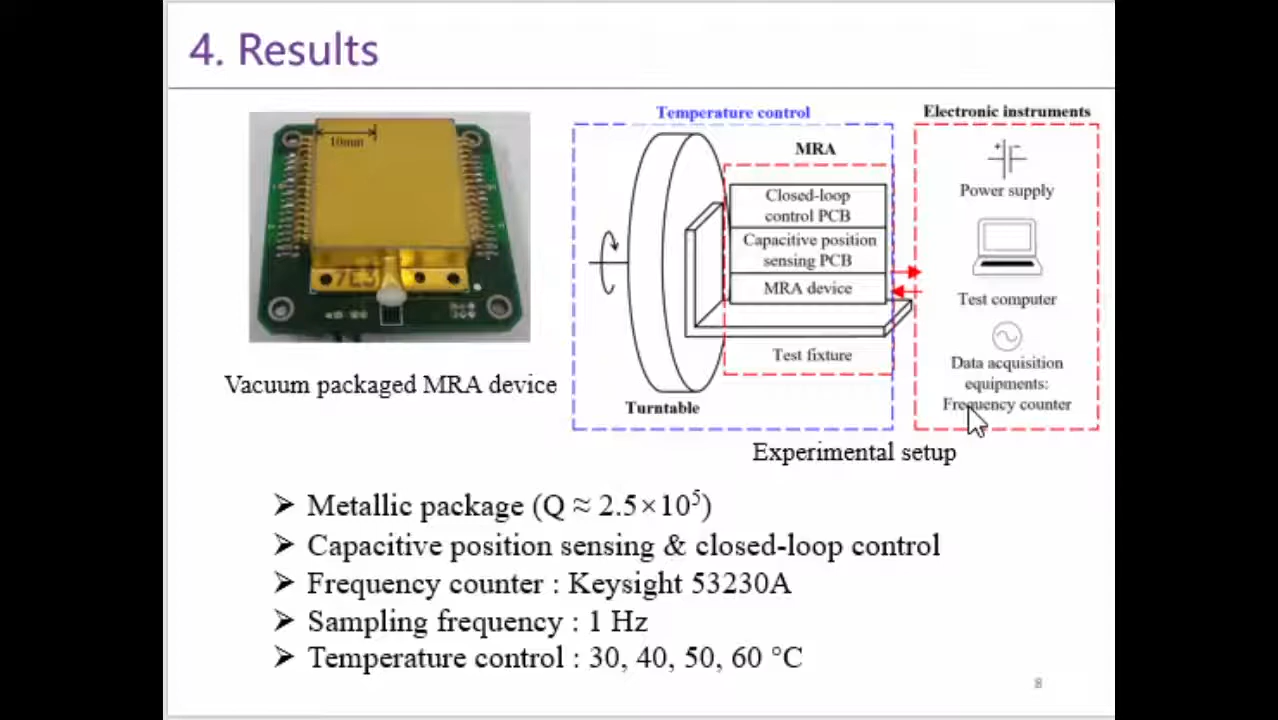 4. Results
10mm
7E3
Vacuum packaged MRA device
Temperature control
MRA
Closed-loop
control PCB
Capacitive position
sensing PCB
MRA device
Test fixture
Turntable
Electronic instruments
Power supply
Test computer
Data acquisition
equipments:
Frequency counter
Experimental setup
➢ Metallic package (Q ≈ 2.5×10⁵)
➢ Capacitive position sensing & closed-loop control
➢ Frequency counter : Keysight 53230A
➢ Sampling frequency : 1 Hz
➢ Temperature control : 30, 40, 50, 60 °C
8